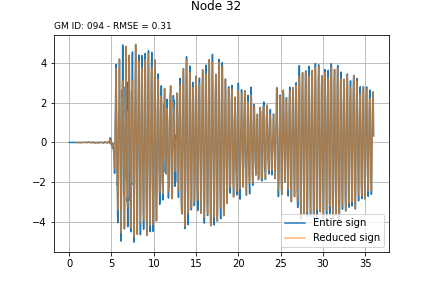 Node 32
GM ID: 094 - RMSE = 0.31
4
2
0
−2
−4
0 5 10 15 20 25 30 35
Entire sign
Reduced sign